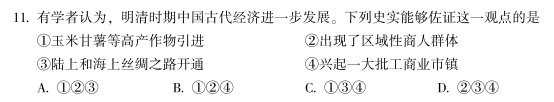 11. 有学者认为，明清时期中国古代经济进一步发展。下列史实能够佐证这一观点的是
①玉米甘薯等高产作物引进 ②出现了区域性商人群体
③陆上和海上丝绸之路开通 ④兴起一大批工商业市镇
A. ①②③ B. ①②④ C. ①③④ D. ②③④